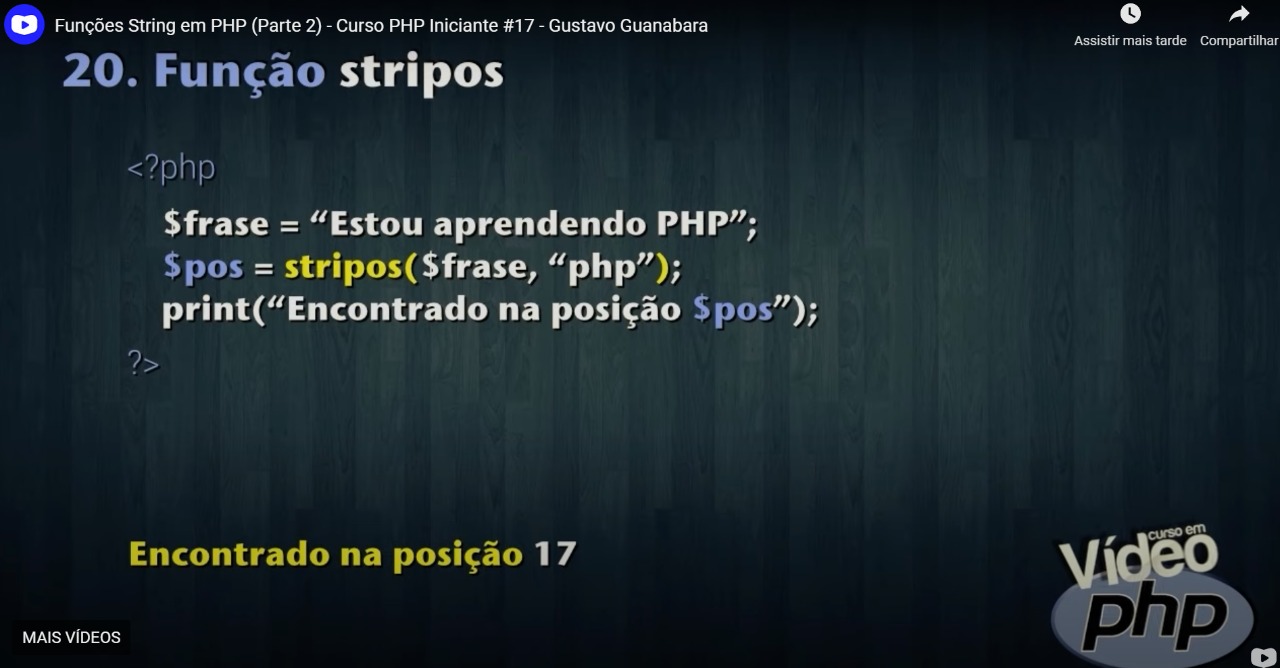 Funções String em PHP (Parte 2) - Curso PHP Iniciante #17 - Gustavo Guanabara
Assistir mais tarde
Compartilhar
20. Função stripos
<?php
$frase = “Estou aprendendo PHP”;
$pos = stripos($frase, “php”);
print(“Encontrado na posição $pos”);
?>
Encontrado na posição 17
curso em
Vídeo
php
MAIS VÍDEOS